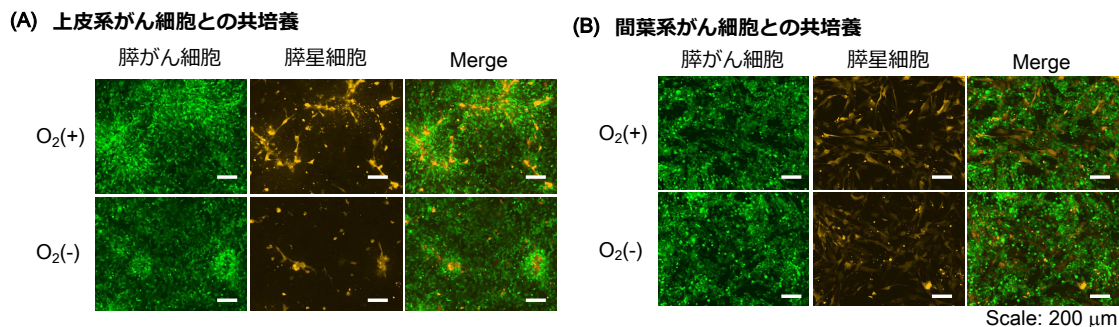 (A) 上皮系がん細胞との共培養
膵がん細胞 膵星細胞 Merge
O₂(+)
O₂(-)
(B) 間葉系がん細胞との共培養
膵がん細胞 膵星細胞 Merge
O₂(+)
O₂(-)
Scale: 200 μm